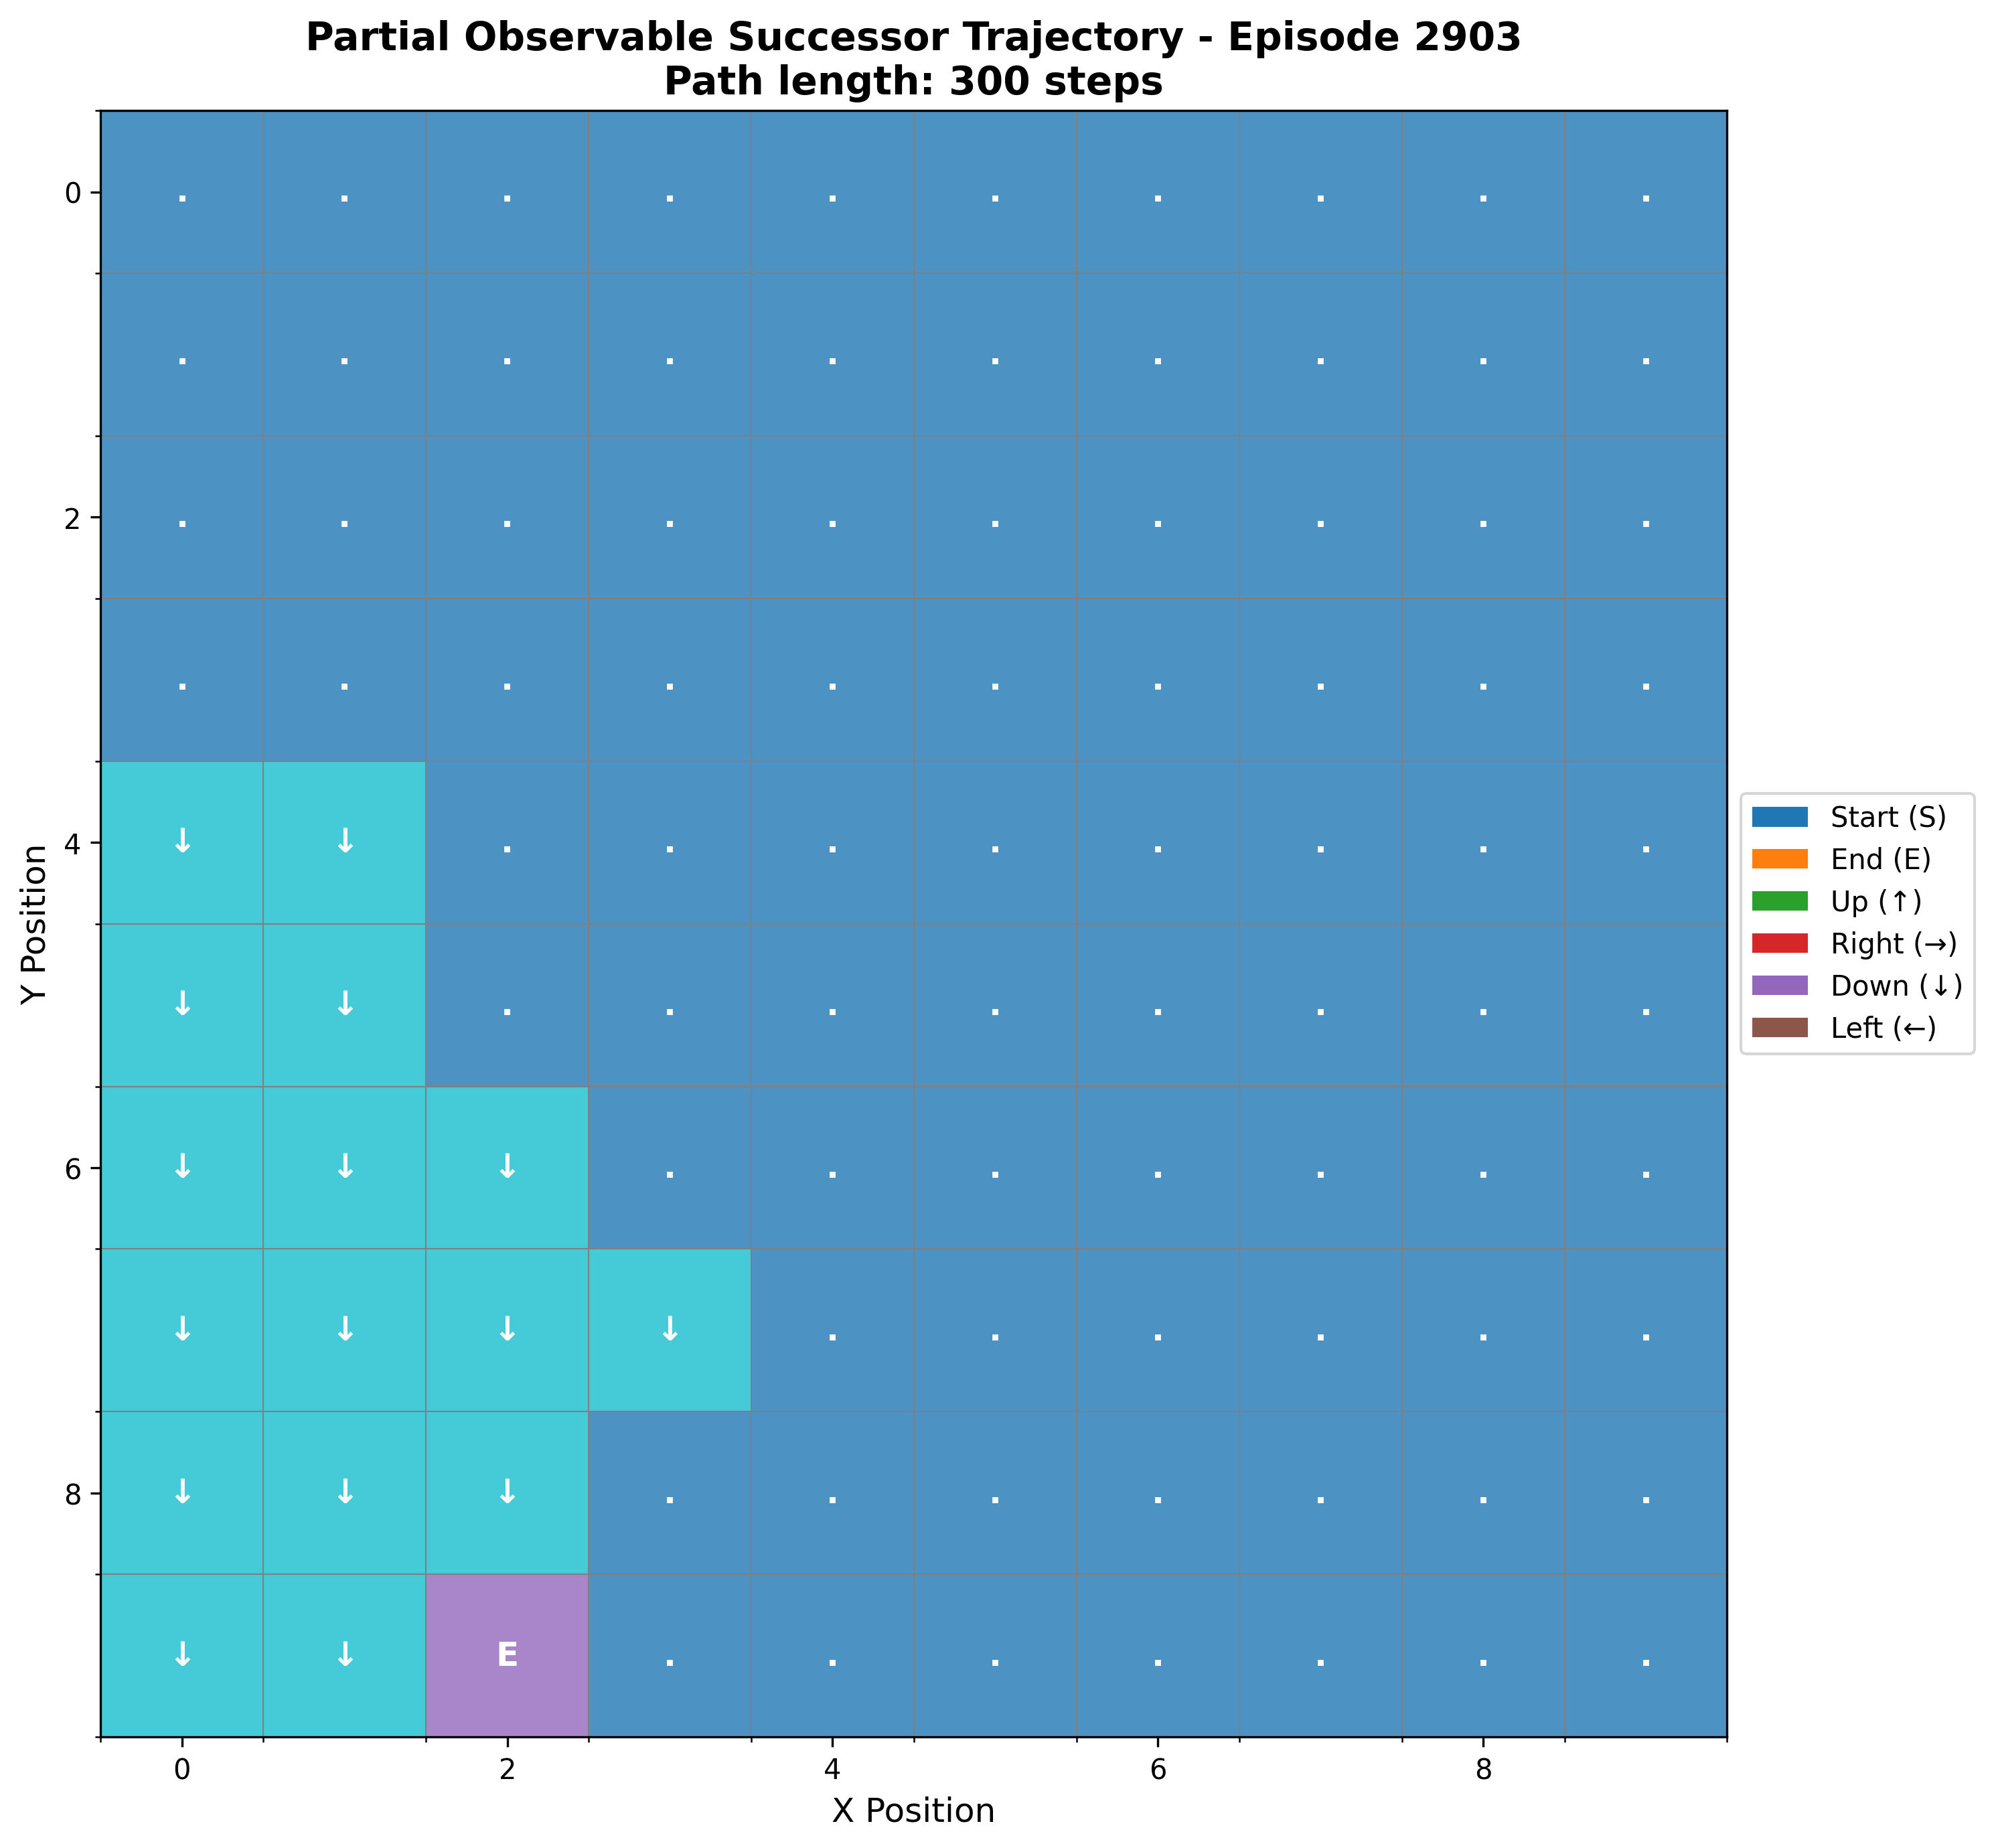 Partial Observable Successor Trajectory - Episode 2903
Path length: 300 steps
0 . . . . . . . . . .
. . . . . . . . . .
2 . . . . . . . . . .
. . . . . . . . . .
4 ↓ ↓ . . . . . . . .
↓ ↓ . . . . . . . .
6 ↓ ↓ ↓ . . . . . . .
↓ ↓ ↓ ↓ . . . . . .
8 ↓ ↓ ↓ . . . . . . .
↓ ↓ E . . . . . . .
0 2 4 6 8
X Position
Y Position
Start (S)
End (E)
Up (↑)
Right (→)
Down (↓)
Left (←)